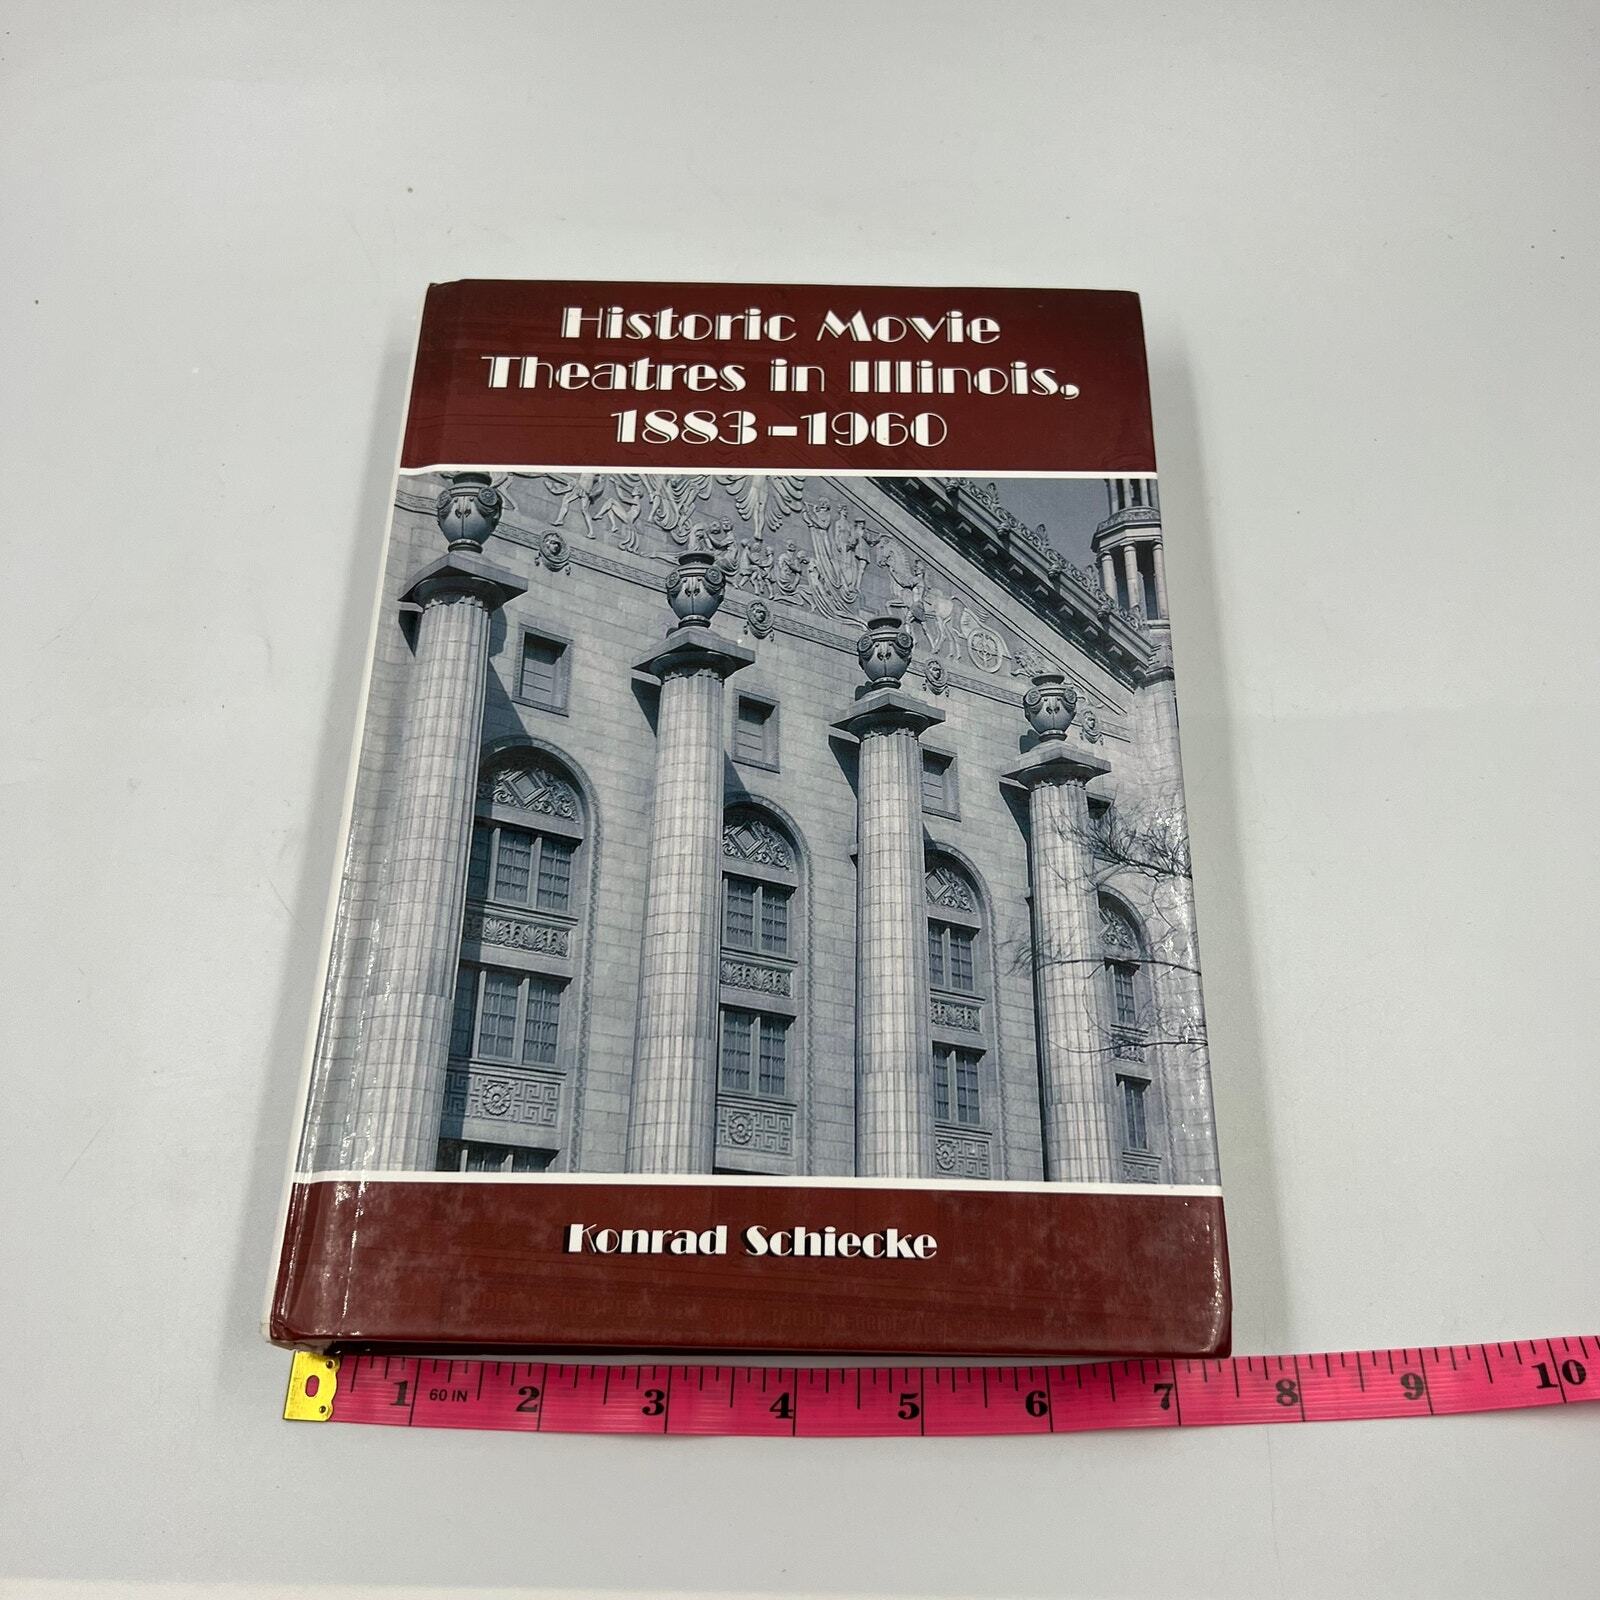 Historic Movie
Theatres in Illinois,
1883-1960
Konrad Schiecke
1 60 IN 2 3 4 5 6 7 8 9 10